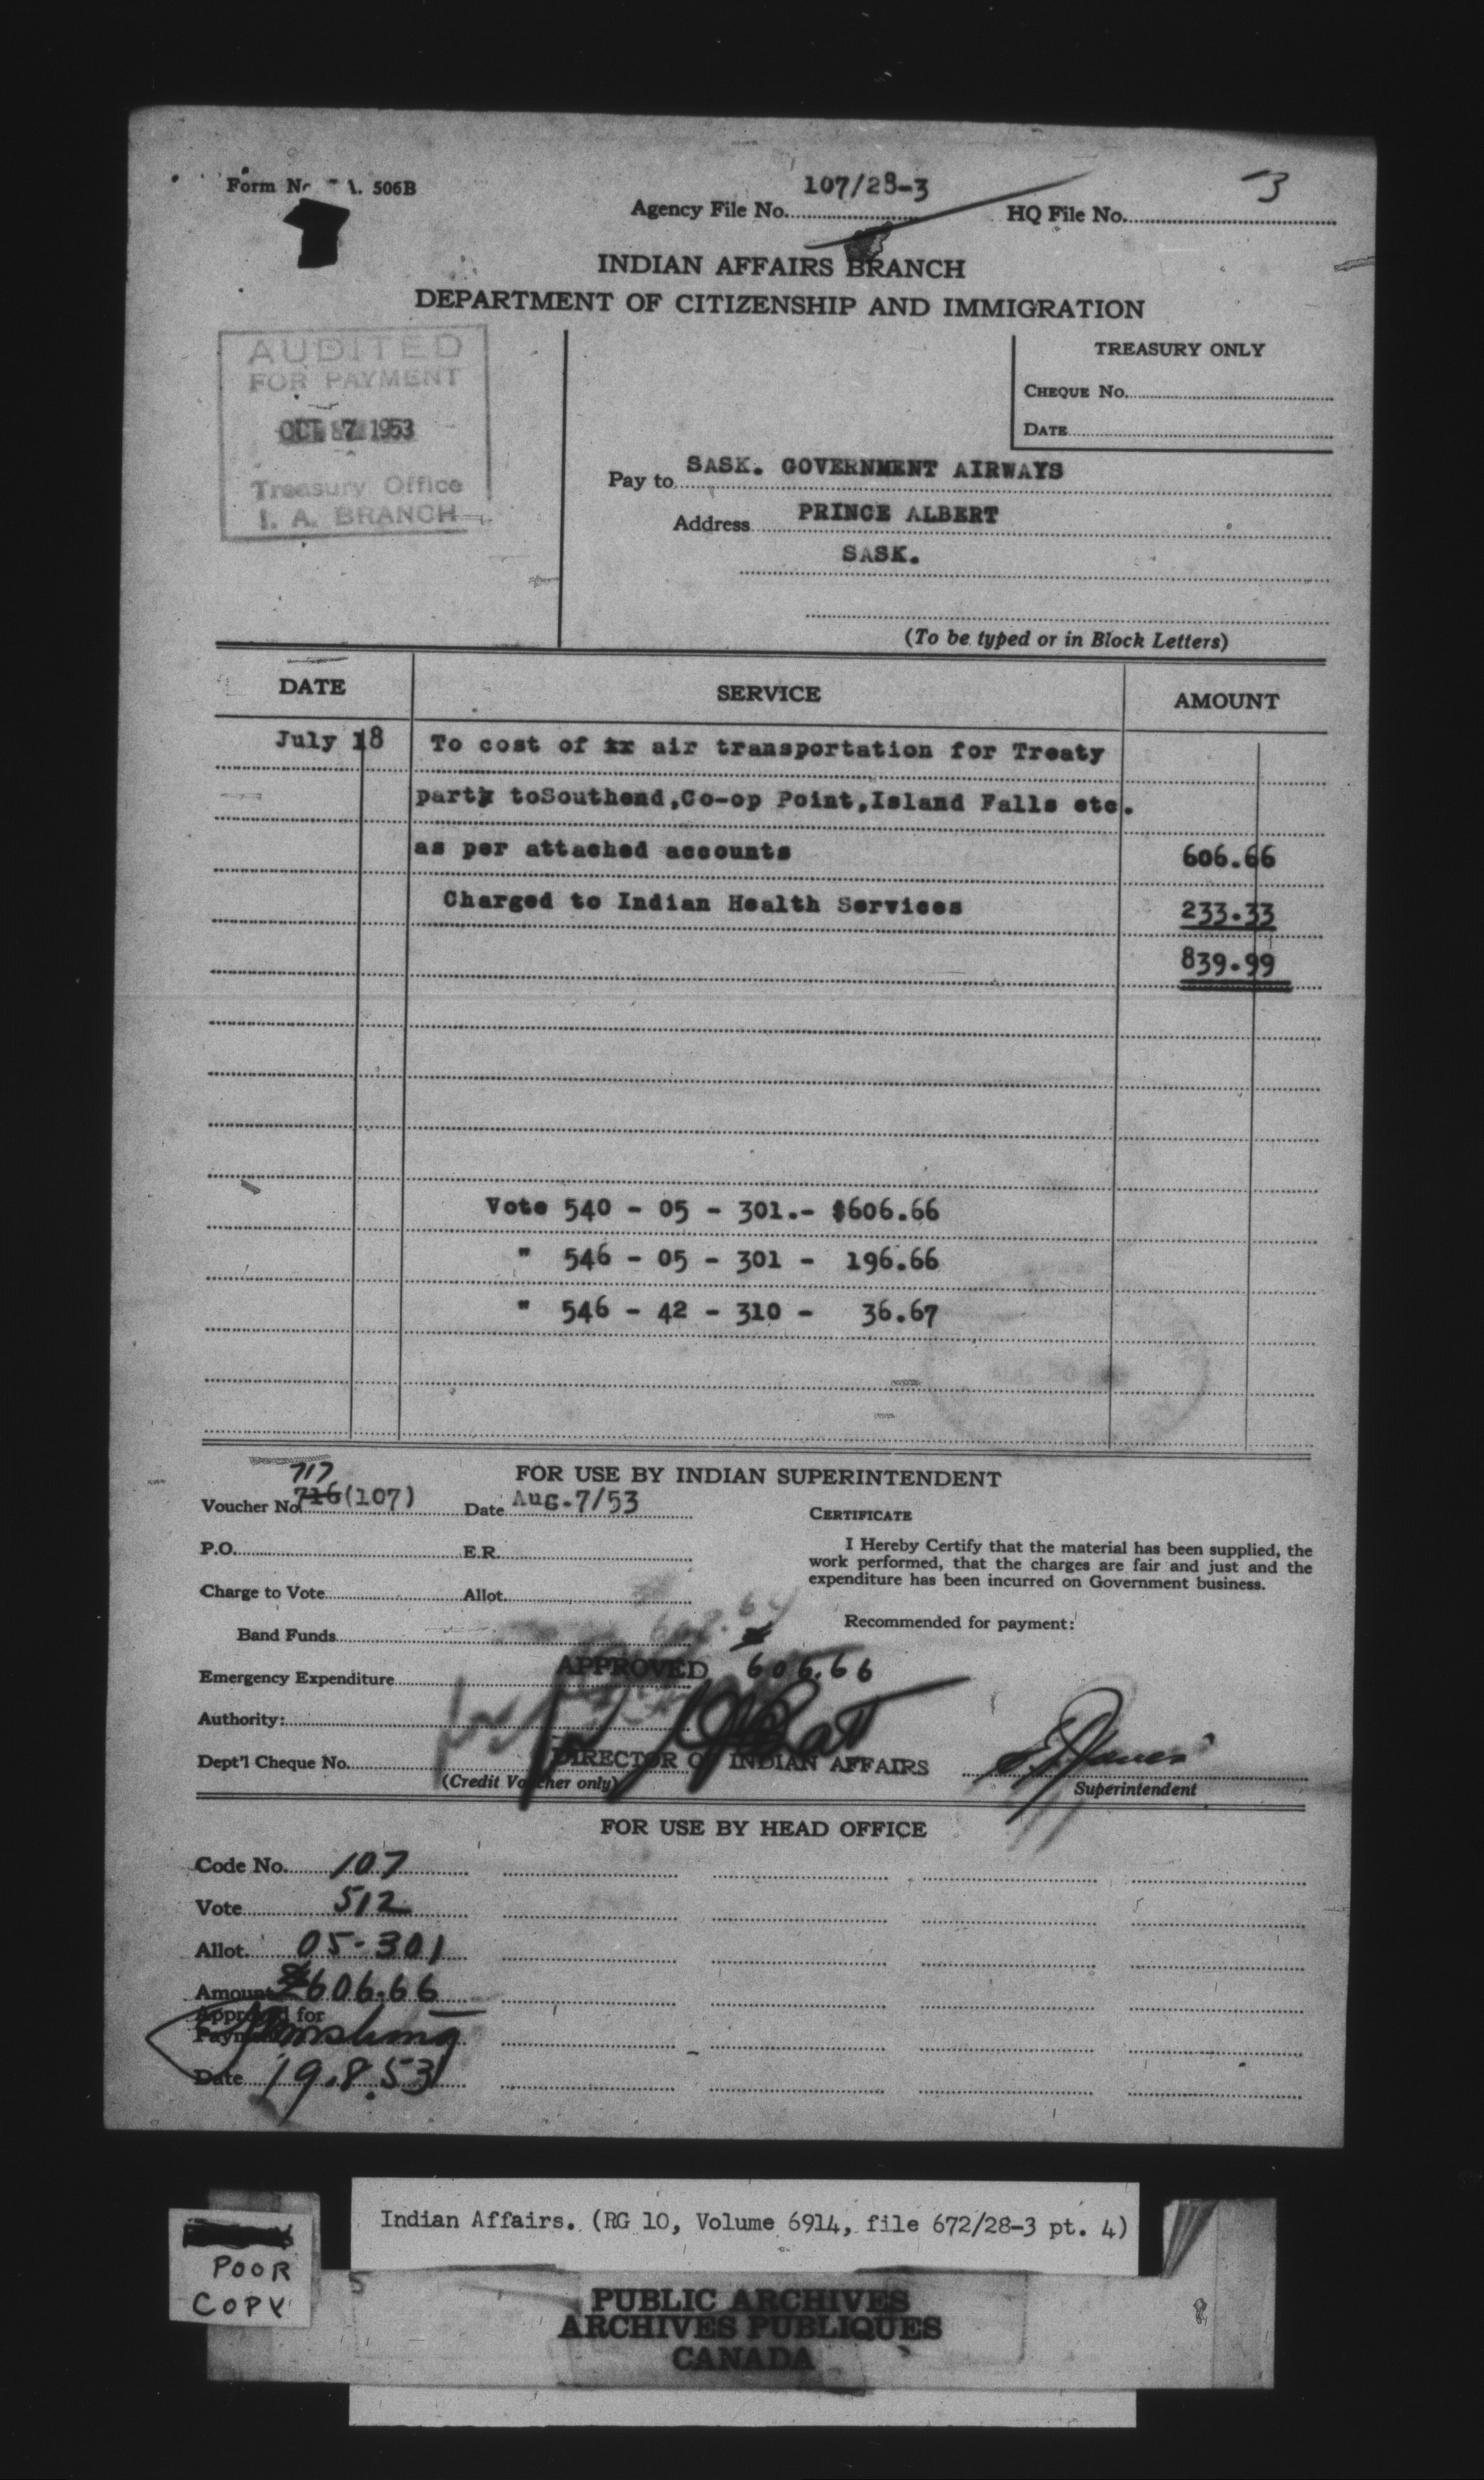 Form No. I.A. 506B
107/28-3
Agency File No.
HQ File No.
3
INDIAN AFFAIRS BRANCH
DEPARTMENT OF CITIZENSHIP AND IMMIGRATION
AUDITED
FOR PAYMENT
OCT 7 1953
Treasury Office
I. A. BRANCH
TREASURY ONLY
CHEQUE No.
DATE
Pay to SASK. GOVERNMENT AIRWAYS
Address PRINCE ALBERT
SASK.
(To be typed or in Block Letters)
DATE SERVICE AMOUNT
July 18 To cost of air transportation for Treaty
party toSouthend,Co-op Point,Island Falls etc.
as per attached accounts 606.66
Charged to Indian Health Services 233.33
839.99
Vote 540 - 05 - 301.- $606.66
" 546 - 05 - 301 - 196.66
" 546 - 42 - 310 - 36.67
FOR USE BY INDIAN SUPERINTENDENT
717
Voucher No. 716 (107) Date Aug.7/53
CERTIFICATE
P.O. E.R.
I Hereby Certify that the material has been supplied, the
work performed, that the charges are fair and just and the
expenditure has been incurred on Government business.
Charge to Vote Allot.
Recommended for payment:
Band Funds
Emergency Expenditure
APPROVED 606.66
Authority:
Dept'l Cheque No.
DIRECTOR OF INDIAN AFFAIRS
(Credit Voucher only)
Superintendent
FOR USE BY HEAD OFFICE
Code No. 107
Vote 512
Allot. 05-301
Amount $606.66
Approved for
Payment
Date 19.8.53
Indian Affairs. (RG 10, Volume 6914, file 672/28-3 pt. 4)
POOR
COPY
PUBLIC ARCHIVES
ARCHIVES PUBLIQUES
CANADA